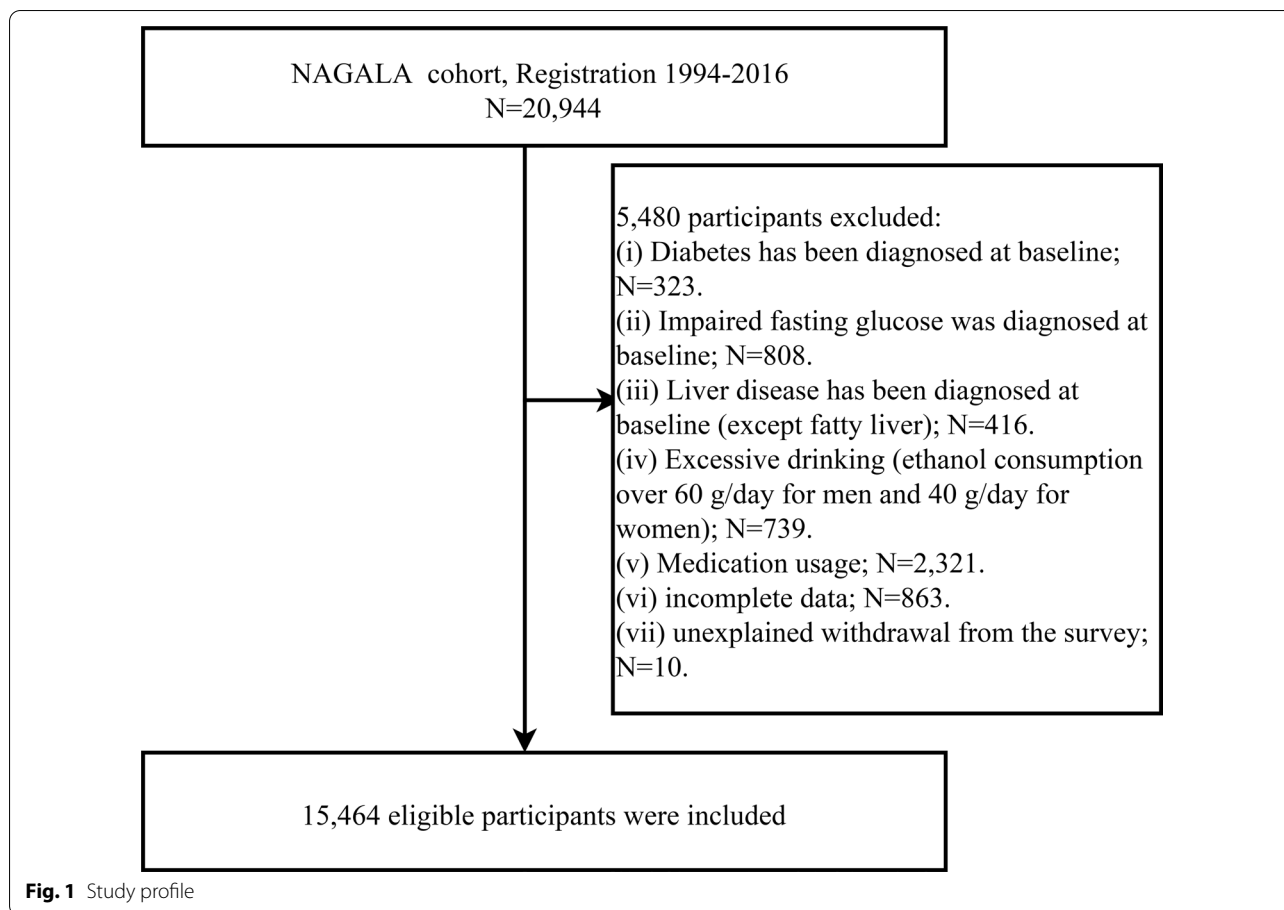 NAGALA cohort, Registration 1994-2016
N=20,944
5,480 participants excluded:
(i) Diabetes has been diagnosed at baseline;
N=323.
(ii) Impaired fasting glucose was diagnosed at
baseline; N=808.
(iii) Liver disease has been diagnosed at
baseline (except fatty liver); N=416.
(iv) Excessive drinking (ethanol consumption
over 60 g/day for men and 40 g/day for
women); N=739.
(v) Medication usage; N=2,321.
(vi) incomplete data; N=863.
(vii) unexplained withdrawal from the survey;
N=10.
15,464 eligible participants were included
Fig. 1 Study profile